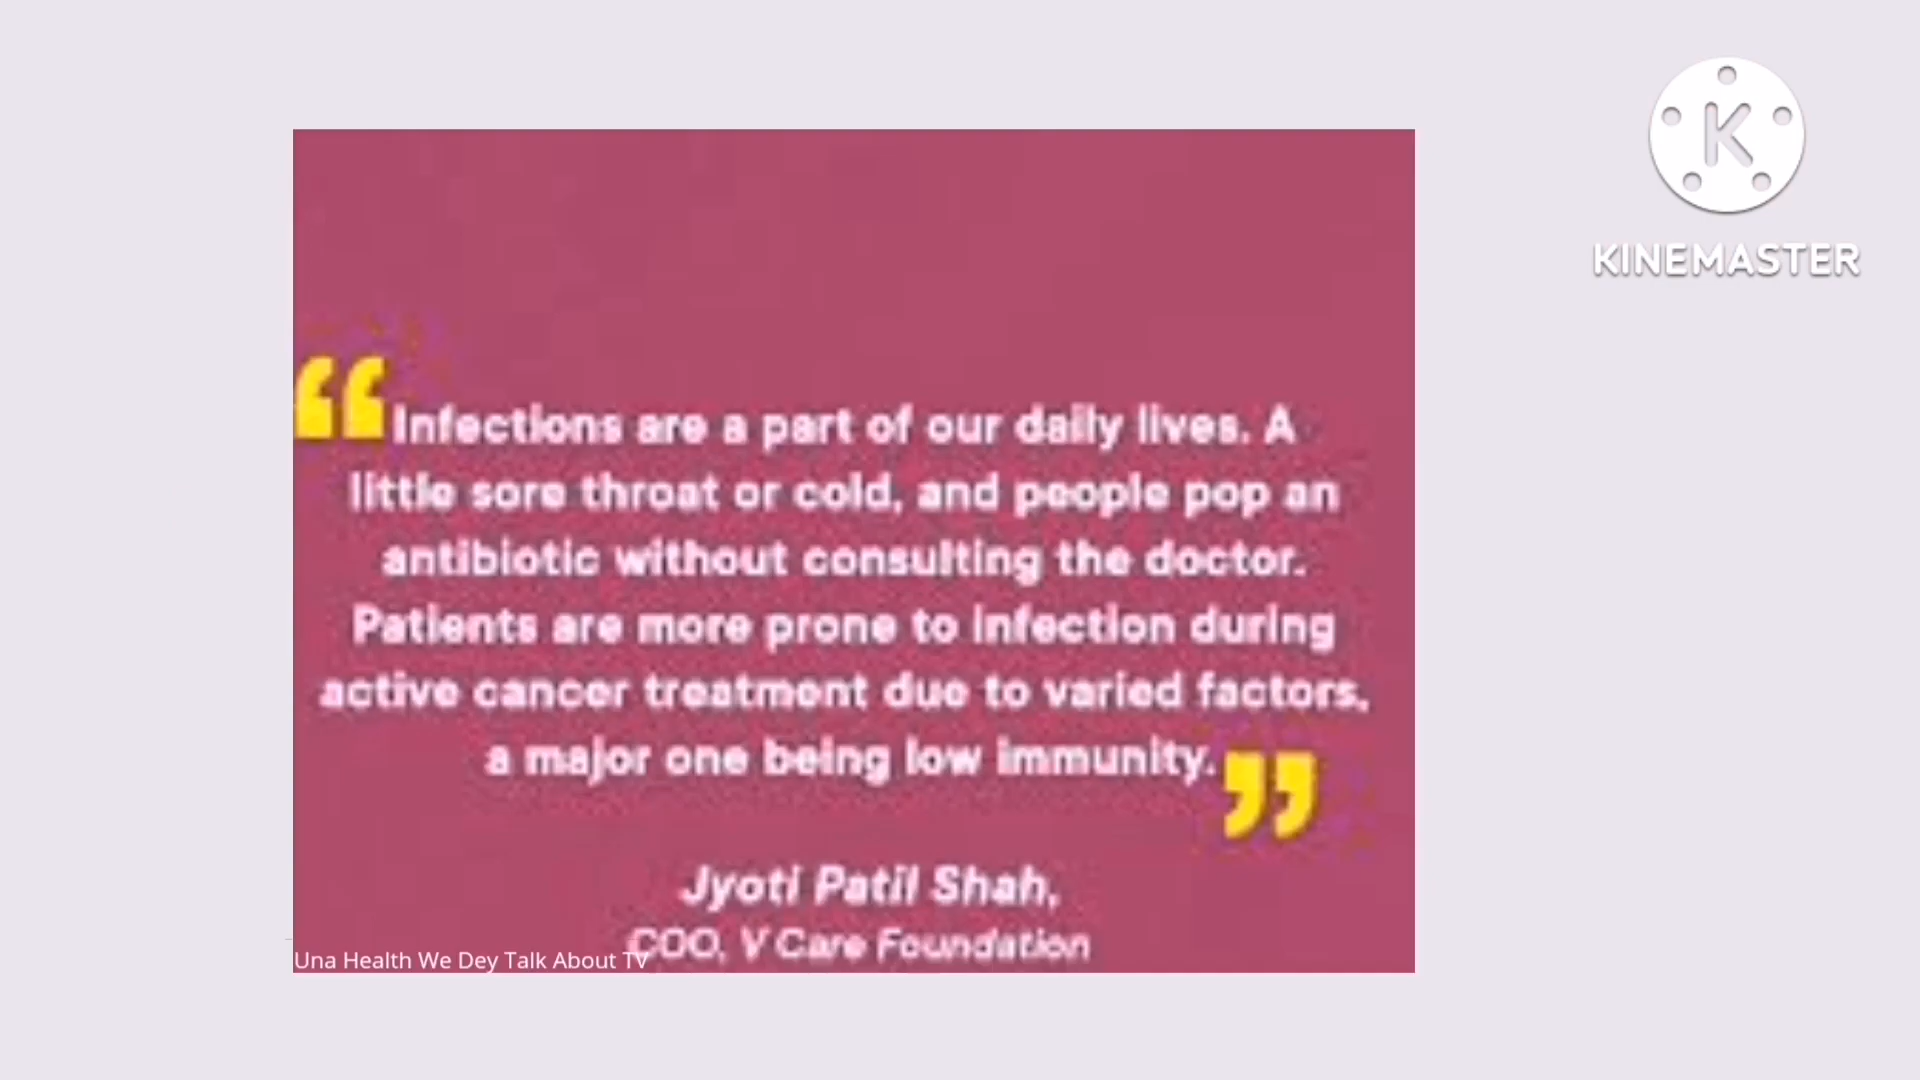 KINEMASTER
“Infections are a part of our daily lives. A
little sore throat or cold, and people pop an
antibiotic without consulting the doctor.
Patients are more prone to infection during
active cancer treatment due to varied factors,
a major one being low immunity.”
Jyoti Patil Shah,
COO, V Care Foundation
Una Health We Dey Talk About TV